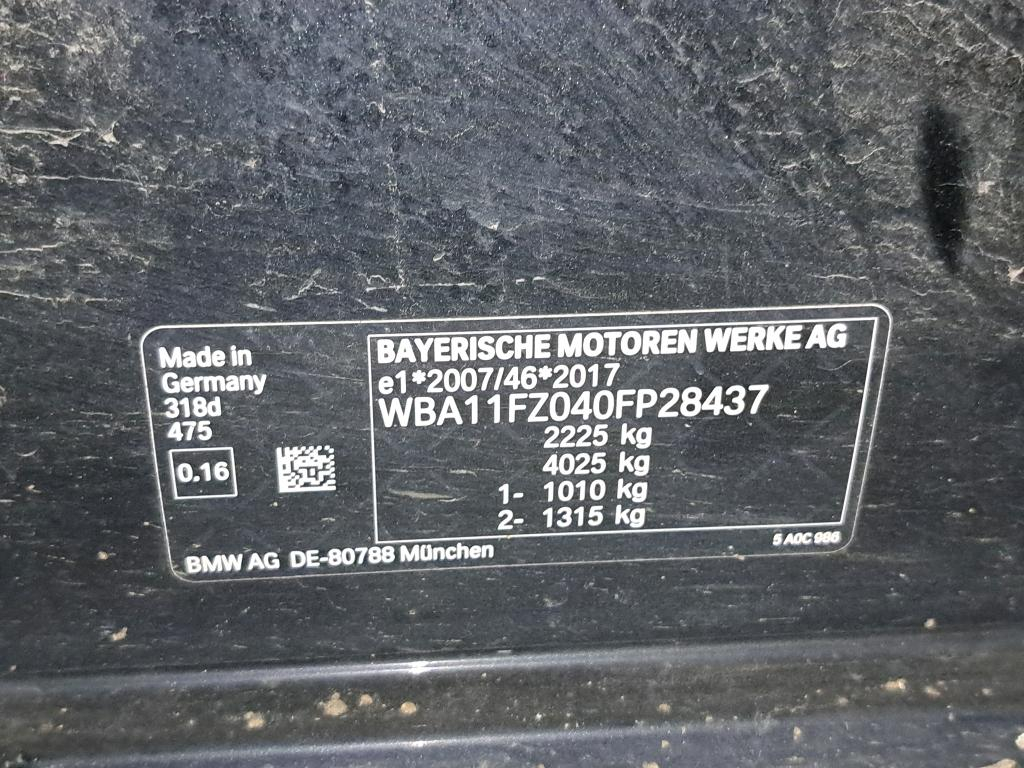 Made in
Germany
318d
475
0.16
BAYERISCHE MOTOREN WERKE AG
e1*2007/46*2017
WBA11FZ040FP28437
2225 kg
4025 kg
1- 1010 kg
2- 1315 kg
5 A0C 986
BMW AG DE-80788 München